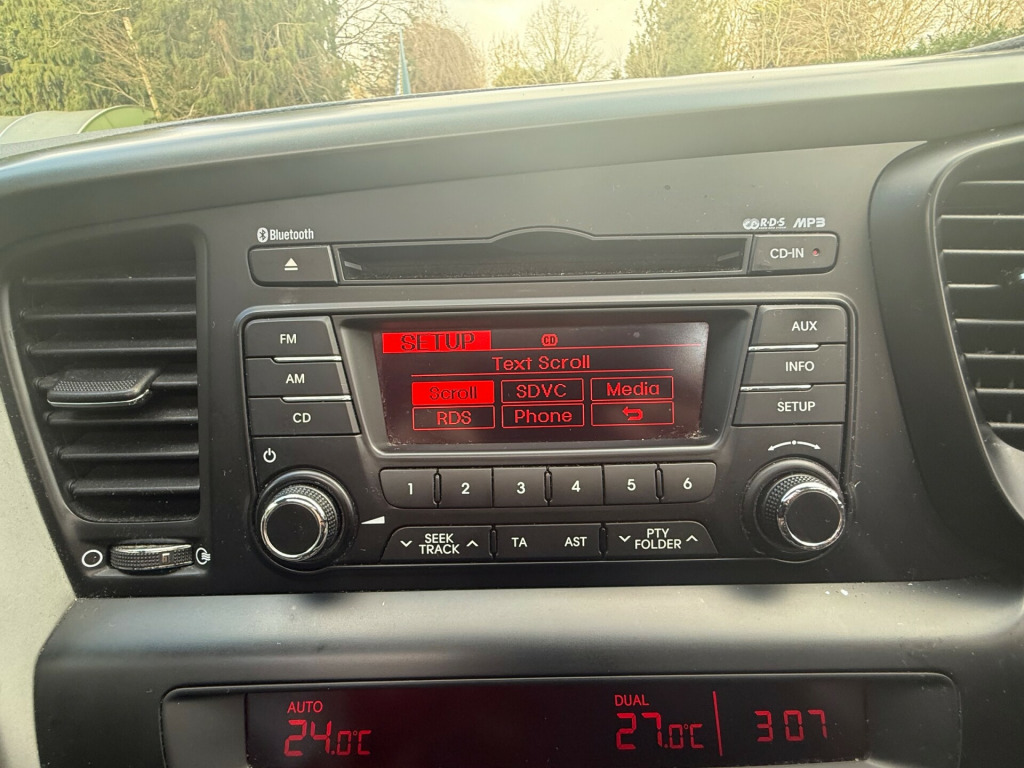 Bluetooth
R·D·S MP3
CD-IN
FM
AM
CD
SETUP CD
Text Scroll
Scroll SDVC Media
RDS Phone
AUX
INFO
SETUP
1 2 3 4 5 6
SEEK
TRACK
TA AST
PTY
FOLDER
AUTO
24.0°C
DUAL
27.0°C
3:07